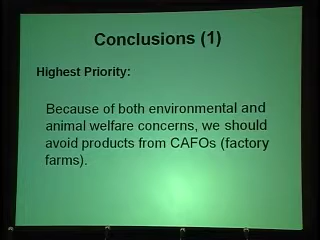 Conclusions (1)
Highest Priority:
Because of both environmental and
animal welfare concerns, we should
avoid products from CAFOs (factory
farms).